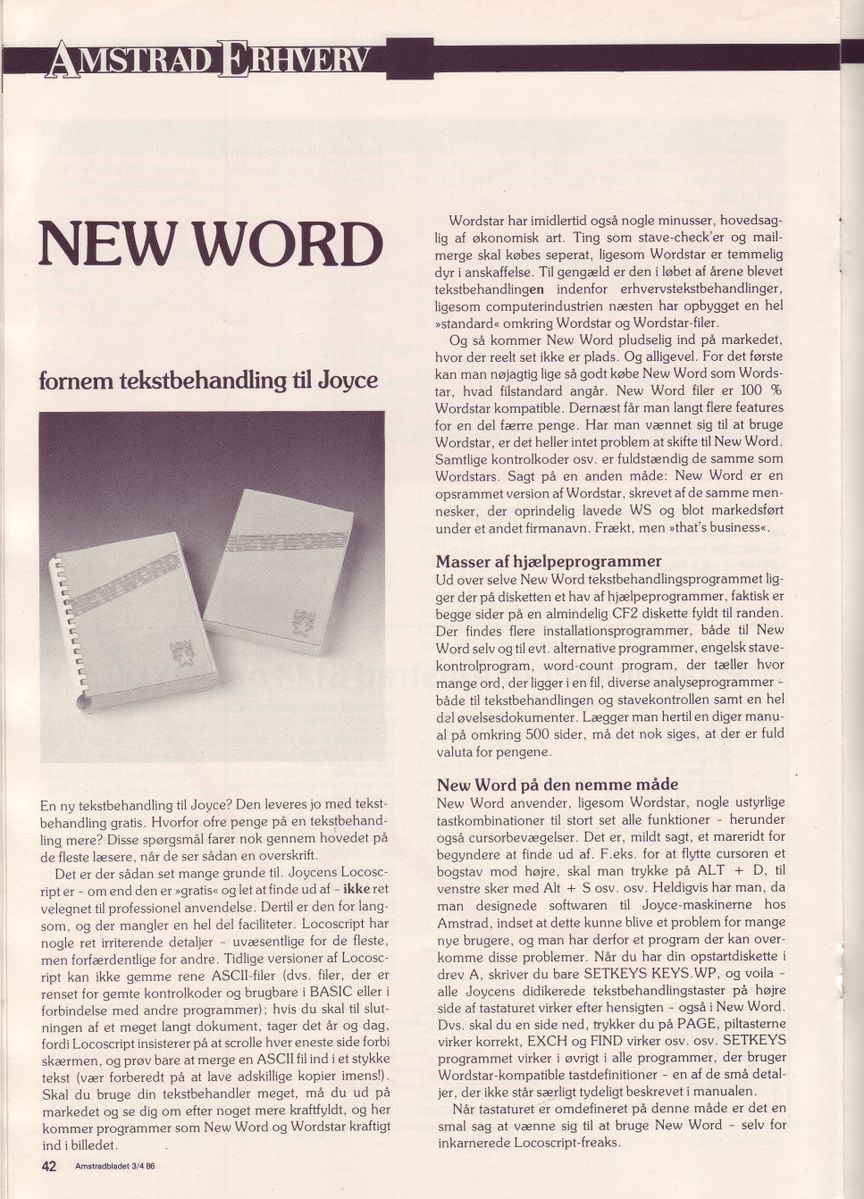 AMSTRAD ERHVERV
NEW WORD
fornem tekstbehandling til Joyce
En ny tekstbehandling til Joyce? Den leveres jo med tekst-
behandling gratis. Hvorfor ofre penge på en tekstbehand-
ling mere? Disse spørgsmål farer nok gennem hovedet på
de fleste læsere, når de ser sådan en overskrift.
Det er der sådan set mange grunde til. Joycens Locosc-
ript er - om end den er »gratis« og let at finde ud af - ikke ret
velegnet til professionel anvendelse. Dertil er den for lang-
som, og der mangler en hel del faciliteter. Locoscript har
nogle ret irriterende detaljer - uvæsentlige for de fleste,
men forfærdentlige for andre. Tidlige versioner af Locosc-
ript kan ikke gemme rene ASCII-filer (dvs. filer, der er
renset for gemte kontrolkoder og brugbare i BASIC eller i
forbindelse med andre programmer); hvis du skal til slut-
ningen af et meget langt dokument, tager det år og dag,
fordi Locoscript insisterer på at scrolle hver eneste side forbi
skærmen, og prøv bare at merge en ASCII fil ind i et stykke
tekst (vær forberedt på at lave adskillige kopier imens!).
Skal du bruge din tekstbehandler meget, må du ud på
markedet og se dig om efter noget mere kraftfyldt, og her
kommer programmer som New Word og Wordstar kraftigt
ind i billedet.
Wordstar har imidlertid også nogle minusser, hovedsag-
lig af økonomisk art. Ting som stave-check'er og mail-
merge skal købes seperat, ligesom Wordstar er temmelig
dyr i anskaffelse. Til gengæld er den i løbet af årene blevet
tekstbehandlingen indenfor erhvervstekstbehandlinger,
ligesom computerindustrien næsten har opbygget en hel
»standard« omkring Wordstar og Wordstar-filer.
Og så kommer New Word pludselig ind på markedet,
hvor der reelt set ikke er plads. Og alligevel. For det første
kan man nøjagtig lige så godt købe New Word som Words-
tar, hvad filstandard angår. New Word filer er 100 %
Wordstar kompatible. Dernæst får man langt flere features
for en del færre penge. Har man vænnet sig til at bruge
Wordstar, er det heller intet problem at skifte til New Word.
Samtlige kontrolkoder osv. er fuldstændig de samme som
Wordstars. Sagt på en anden måde: New Word er en
opsrammet version af Wordstar, skrevet af de samme men-
nesker, der oprindelig lavede WS og blot markedsført
under et andet firmanavn. Frækt, men »that's business«.
Masser af hjælpeprogrammer
Ud over selve New Word tekstbehandlingsprogrammet lig-
ger der på disketten et hav af hjælpeprogrammer, faktisk er
begge sider på en almindelig CF2 diskette fyldt til randen.
Der findes flere installationsprogrammer, både til New
Word selv og til evt. alternative programmer, engelsk stave-
kontrolprogram, word-count program, der tæller hvor
mange ord, der ligger i en fil, diverse analyseprogrammer -
både til tekstbehandlingen og stavekontrollen samt en hel
del øvelsesdokumenter. Lægger man hertil en diger manu-
al på omkring 500 sider, må det nok siges, at der er fuld
valuta for pengene.
New Word på den nemme måde
New Word anvender, ligesom Wordstar, nogle ustyrlige
tastkombinationer til stort set alle funktioner - herunder
også cursorbevægelser. Det er, mildt sagt, et mareridt for
begyndere at finde ud af. F.eks. for at flytte cursoren et
bogstav mod højre, skal man trykke på ALT + D, til
venstre sker med Alt + S osv. osv. Heldigvis har man, da
man designede softwaren til Joyce-maskinerne hos
Amstrad, indset at dette kunne blive et problem for mange
nye brugere, og man har derfor et program der kan over-
komme disse problemer. Når du har din opstartdiskette i
drev A, skriver du bare SETKEYS KEYS.WP, og voila -
alle Joycens didikerede tekstbehandlingstaster på højre
side af tastaturet virker efter hensigten - også i New Word.
Dvs. skal du en side ned, trykker du på PAGE, piltasterne
virker korrekt, EXCH og FIND virker osv. osv. SETKEYS
programmet virker i øvrigt i alle programmer, der bruger
Wordstar-kompatible tastdefinitioner - en af de små detal-
jer, der ikke står særligt tydeligt beskrevet i manualen.
Når tastaturet er omdefineret på denne måde er det en
smal sag at vænne sig til at bruge New Word - selv for
inkarnerede Locoscript-freaks.
42 Amstradbladet 3/4 86